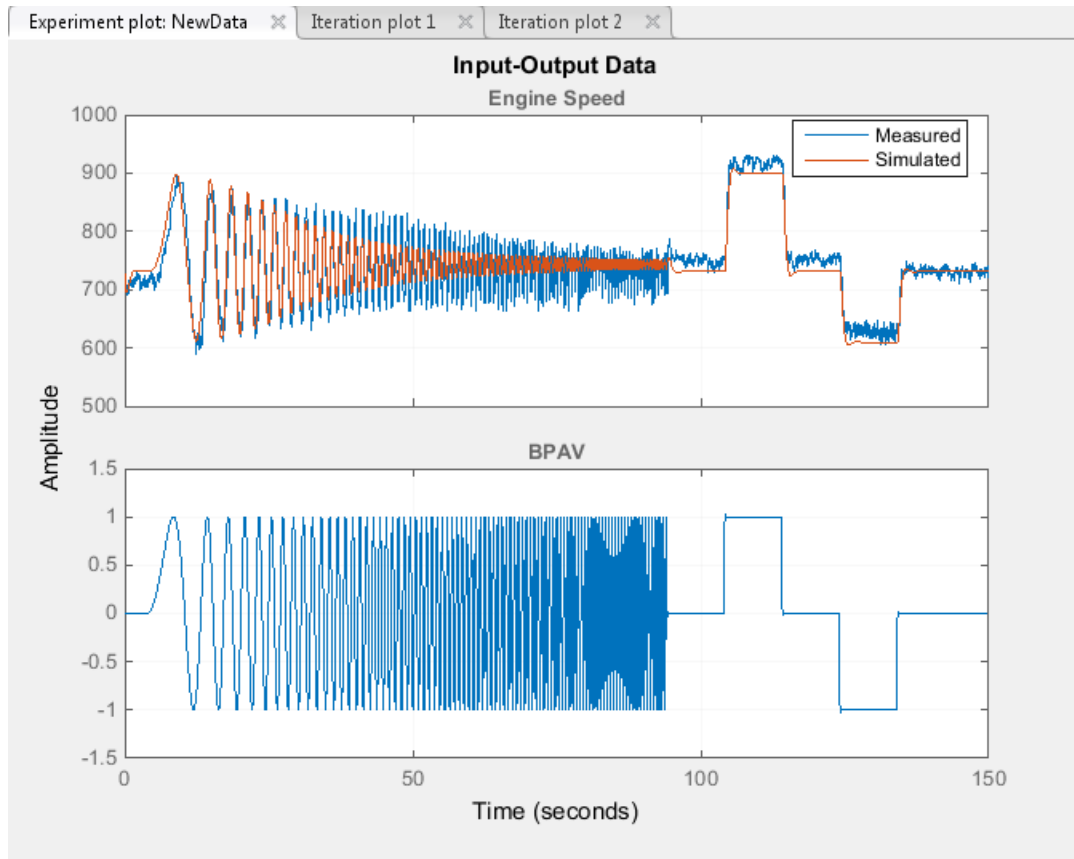 Experiment plot: NewData Iteration plot 1 Iteration plot 2
Input-Output Data
Engine Speed
1000
900
800
700
600
500
Measured
Simulated
Amplitude
BPAV
1.5
1
0.5
0
-0.5
-1
-1.5
0 50 100 150
Time (seconds)